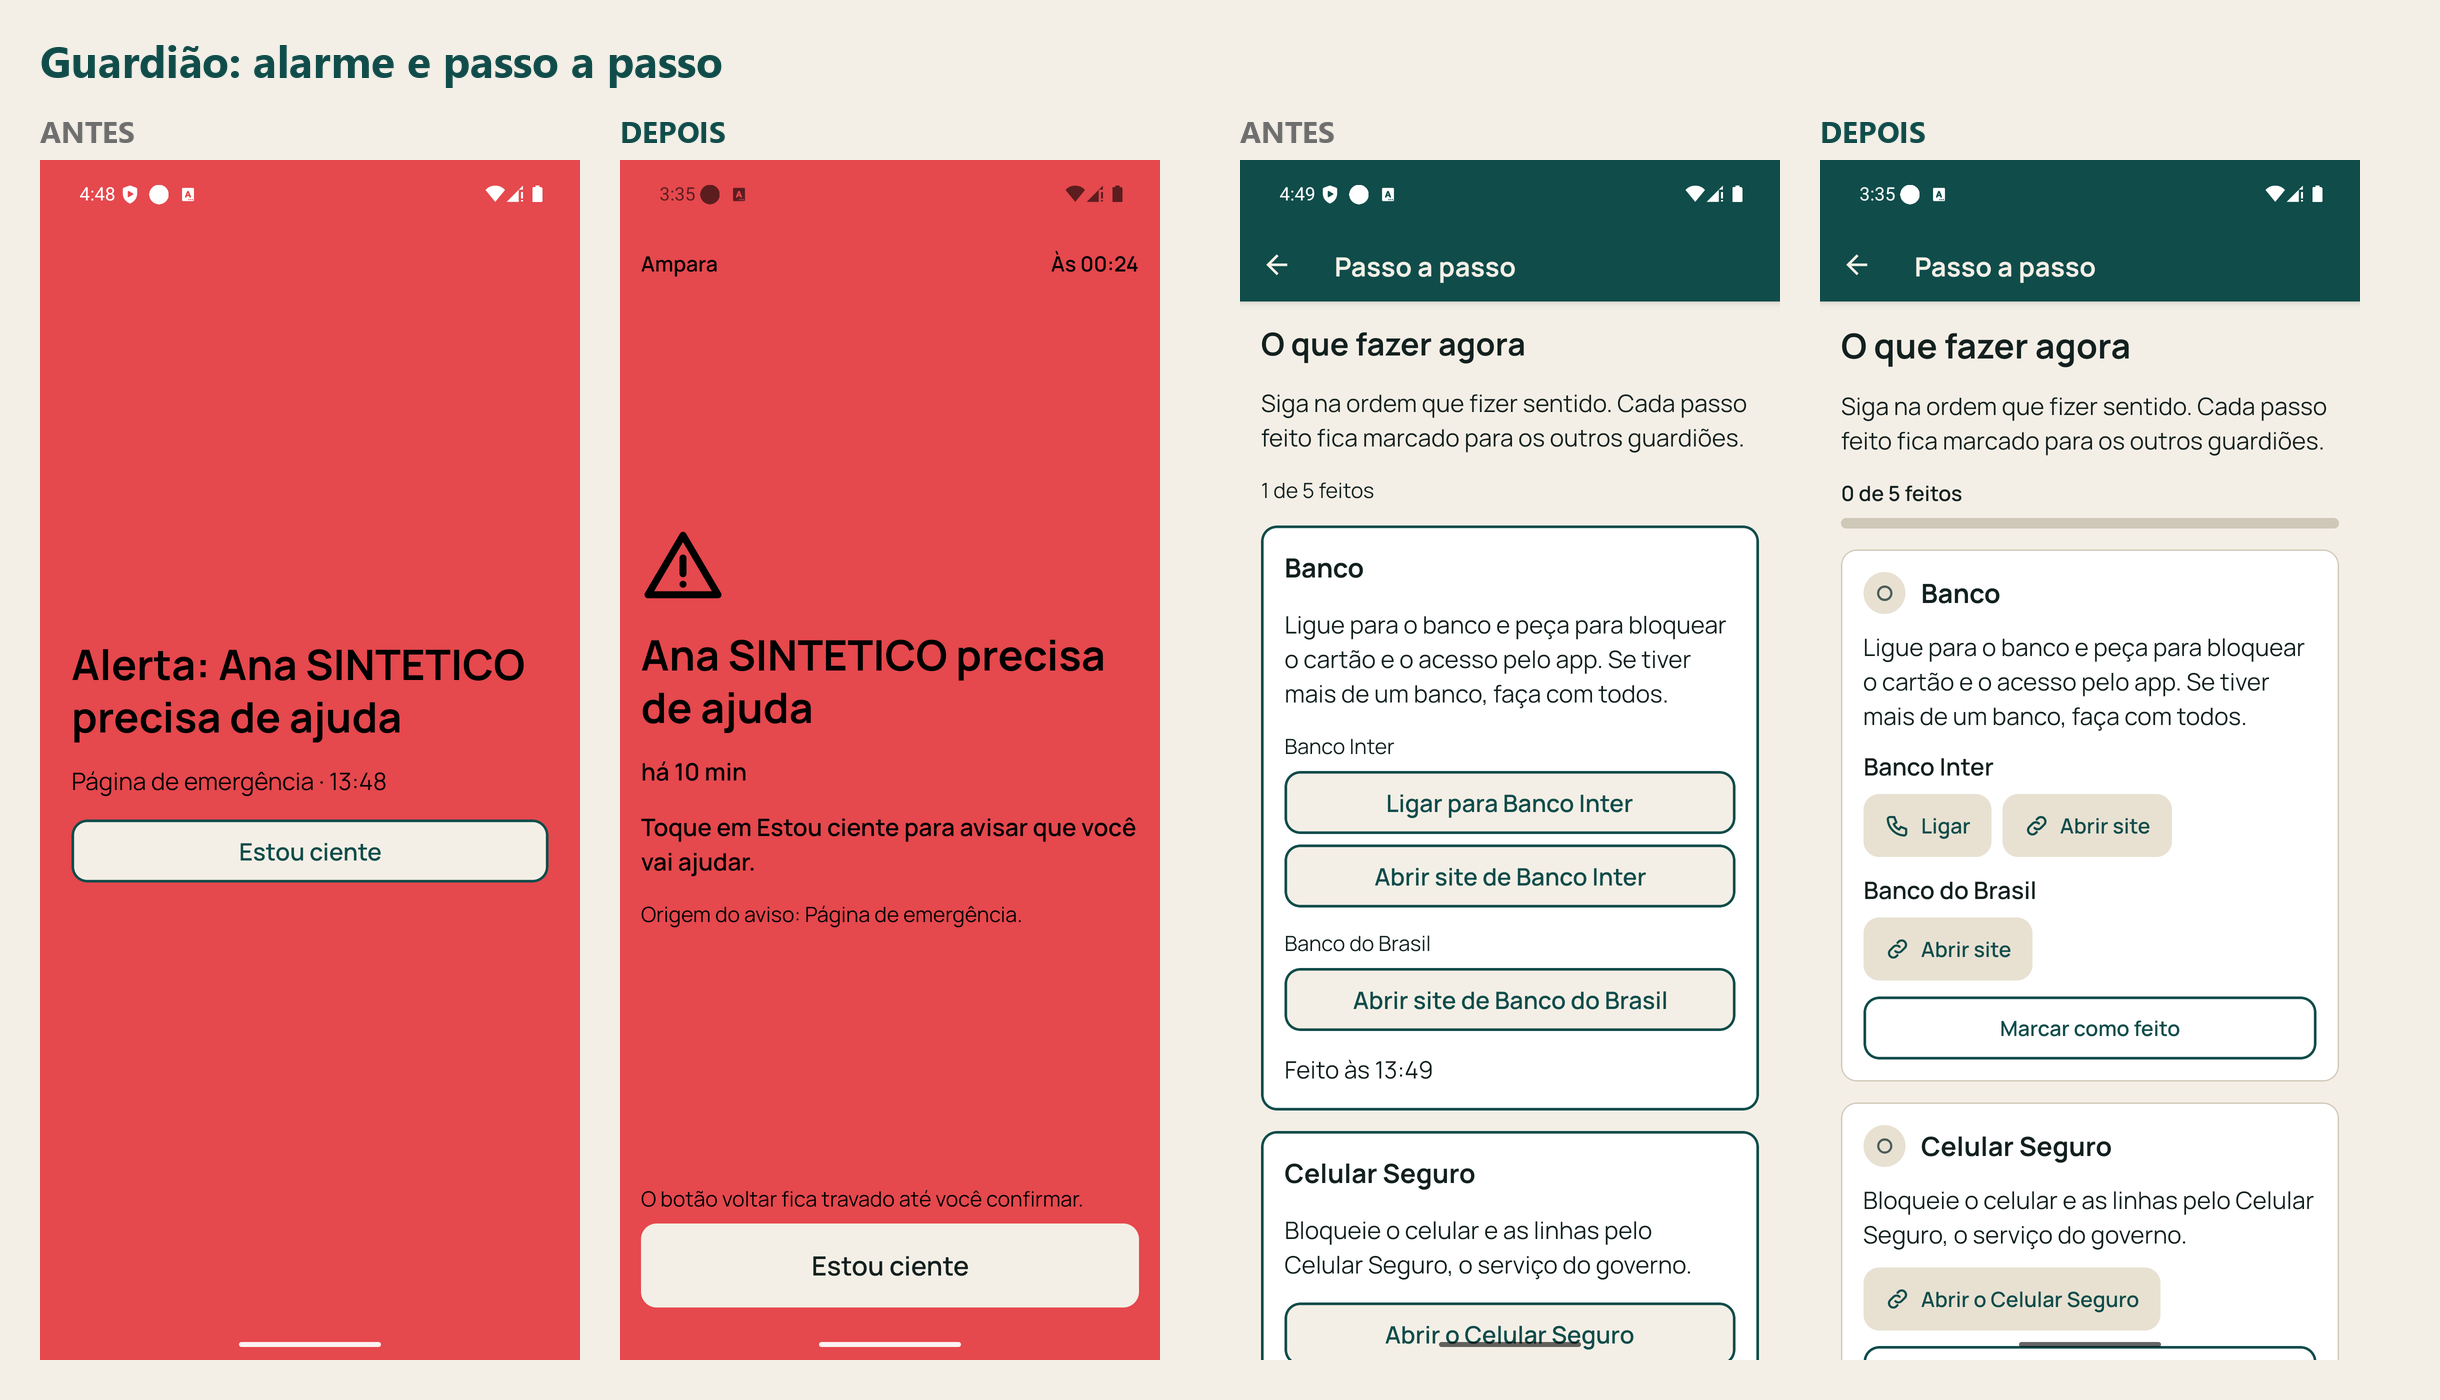 Guardião: alarme e passo a passo
ANTES
4:48
Alerta: Ana SINTETICO
precisa de ajuda
Página de emergência · 13:48
Estou ciente
DEPOIS
3:35
Ampara
Às 00:24
Ana SINTETICO precisa
de ajuda
há 10 min
Toque em Estou ciente para avisar que você
vai ajudar.
Origem do aviso: Página de emergência.
O botão voltar fica travado até você confirmar.
Estou ciente
ANTES
4:49
Passo a passo
O que fazer agora
Siga na ordem que fizer sentido. Cada passo
feito fica marcado para os outros guardiões.
1 de 5 feitos
Banco
Ligue para o banco e peça para bloquear
o cartão e o acesso pelo app. Se tiver
mais de um banco, faça com todos.
Banco Inter
Ligar para Banco Inter
Abrir site de Banco Inter
Banco do Brasil
Abrir site de Banco do Brasil
Feito às 13:49
Celular Seguro
Bloqueie o celular e as linhas pelo
Celular Seguro, o serviço do governo.
Abrir o Celular Seguro
DEPOIS
3:35
Passo a passo
O que fazer agora
Siga na ordem que fizer sentido. Cada passo
feito fica marcado para os outros guardiões.
0 de 5 feitos
Banco
Ligue para o banco e peça para bloquear
o cartão e o acesso pelo app. Se tiver
mais de um banco, faça com todos.
Banco Inter
Ligar
Abrir site
Banco do Brasil
Abrir site
Marcar como feito
Celular Seguro
Bloqueie o celular e as linhas pelo Celular
Seguro, o serviço do governo.
Abrir o Celular Seguro